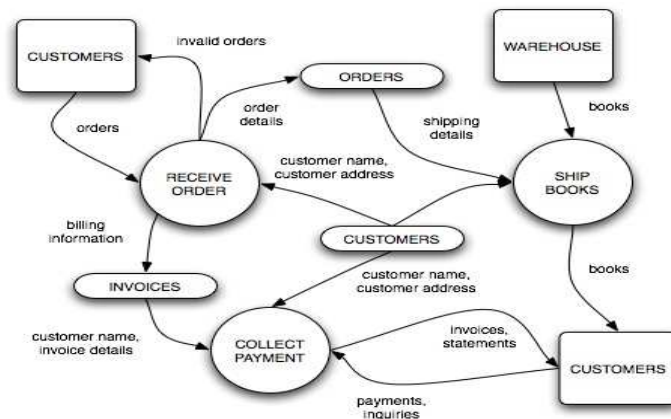 invalid orders
CUSTOMERS
WAREHOUSE
ORDERS
order
details
orders
shipping
details
books
customer name,
customer address
RECEIVE
ORDER
SHIP
BOOKS
billing
information
CUSTOMERS
customer name,
customer address
books
INVOICES
customer name,
invoice details
COLLECT
PAYMENT
invoices,
statements
CUSTOMERS
payments,
inquiries